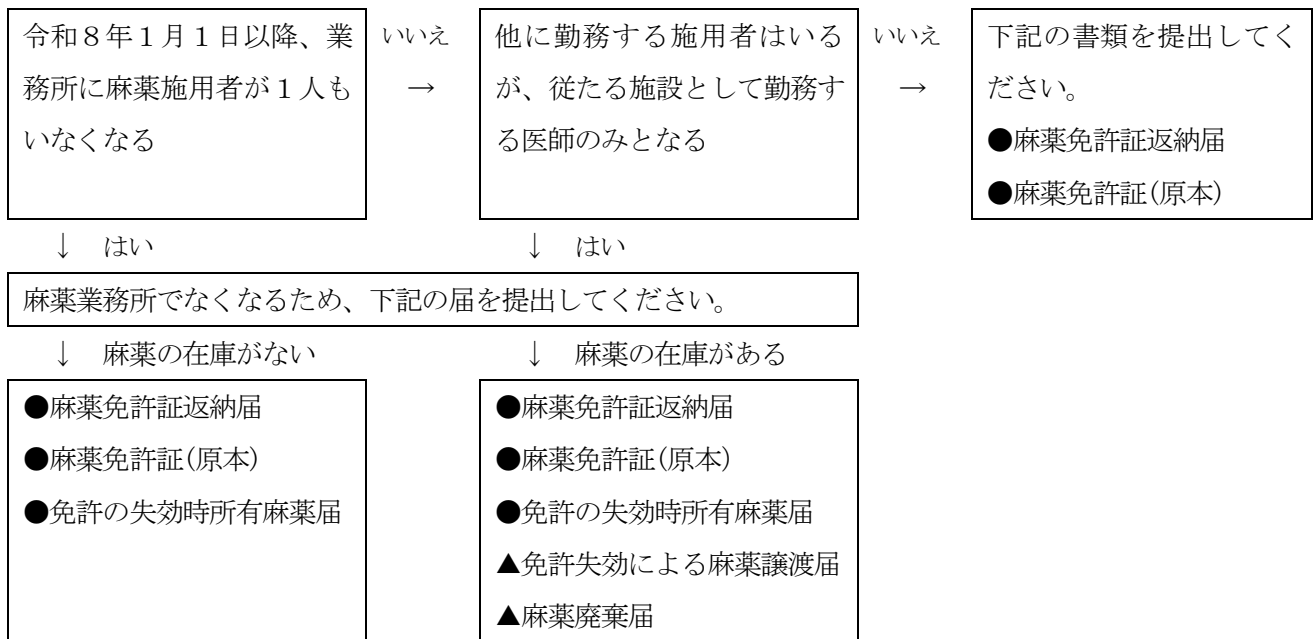 令和８年１月１日以降、業
務所に麻薬施用者が１人も
いなくなる
いいえ
→
他に勤務する施用者はいる
が、従たる施設として勤務す
る医師のみとなる
いいえ
→
下記の書類を提出してく
ださい。
●麻薬免許証返納届
●麻薬免許証(原本)
↓　はい
↓　はい
麻薬業務所でなくなるため、下記の届を提出してください。
↓　麻薬の在庫がない
↓　麻薬の在庫がある
●麻薬免許証返納届
●麻薬免許証(原本)
●免許の失効時所有麻薬届
●麻薬免許証返納届
●麻薬免許証(原本)
●免許の失効時所有麻薬届
▲免許失効による麻薬譲渡届
▲麻薬廃棄届